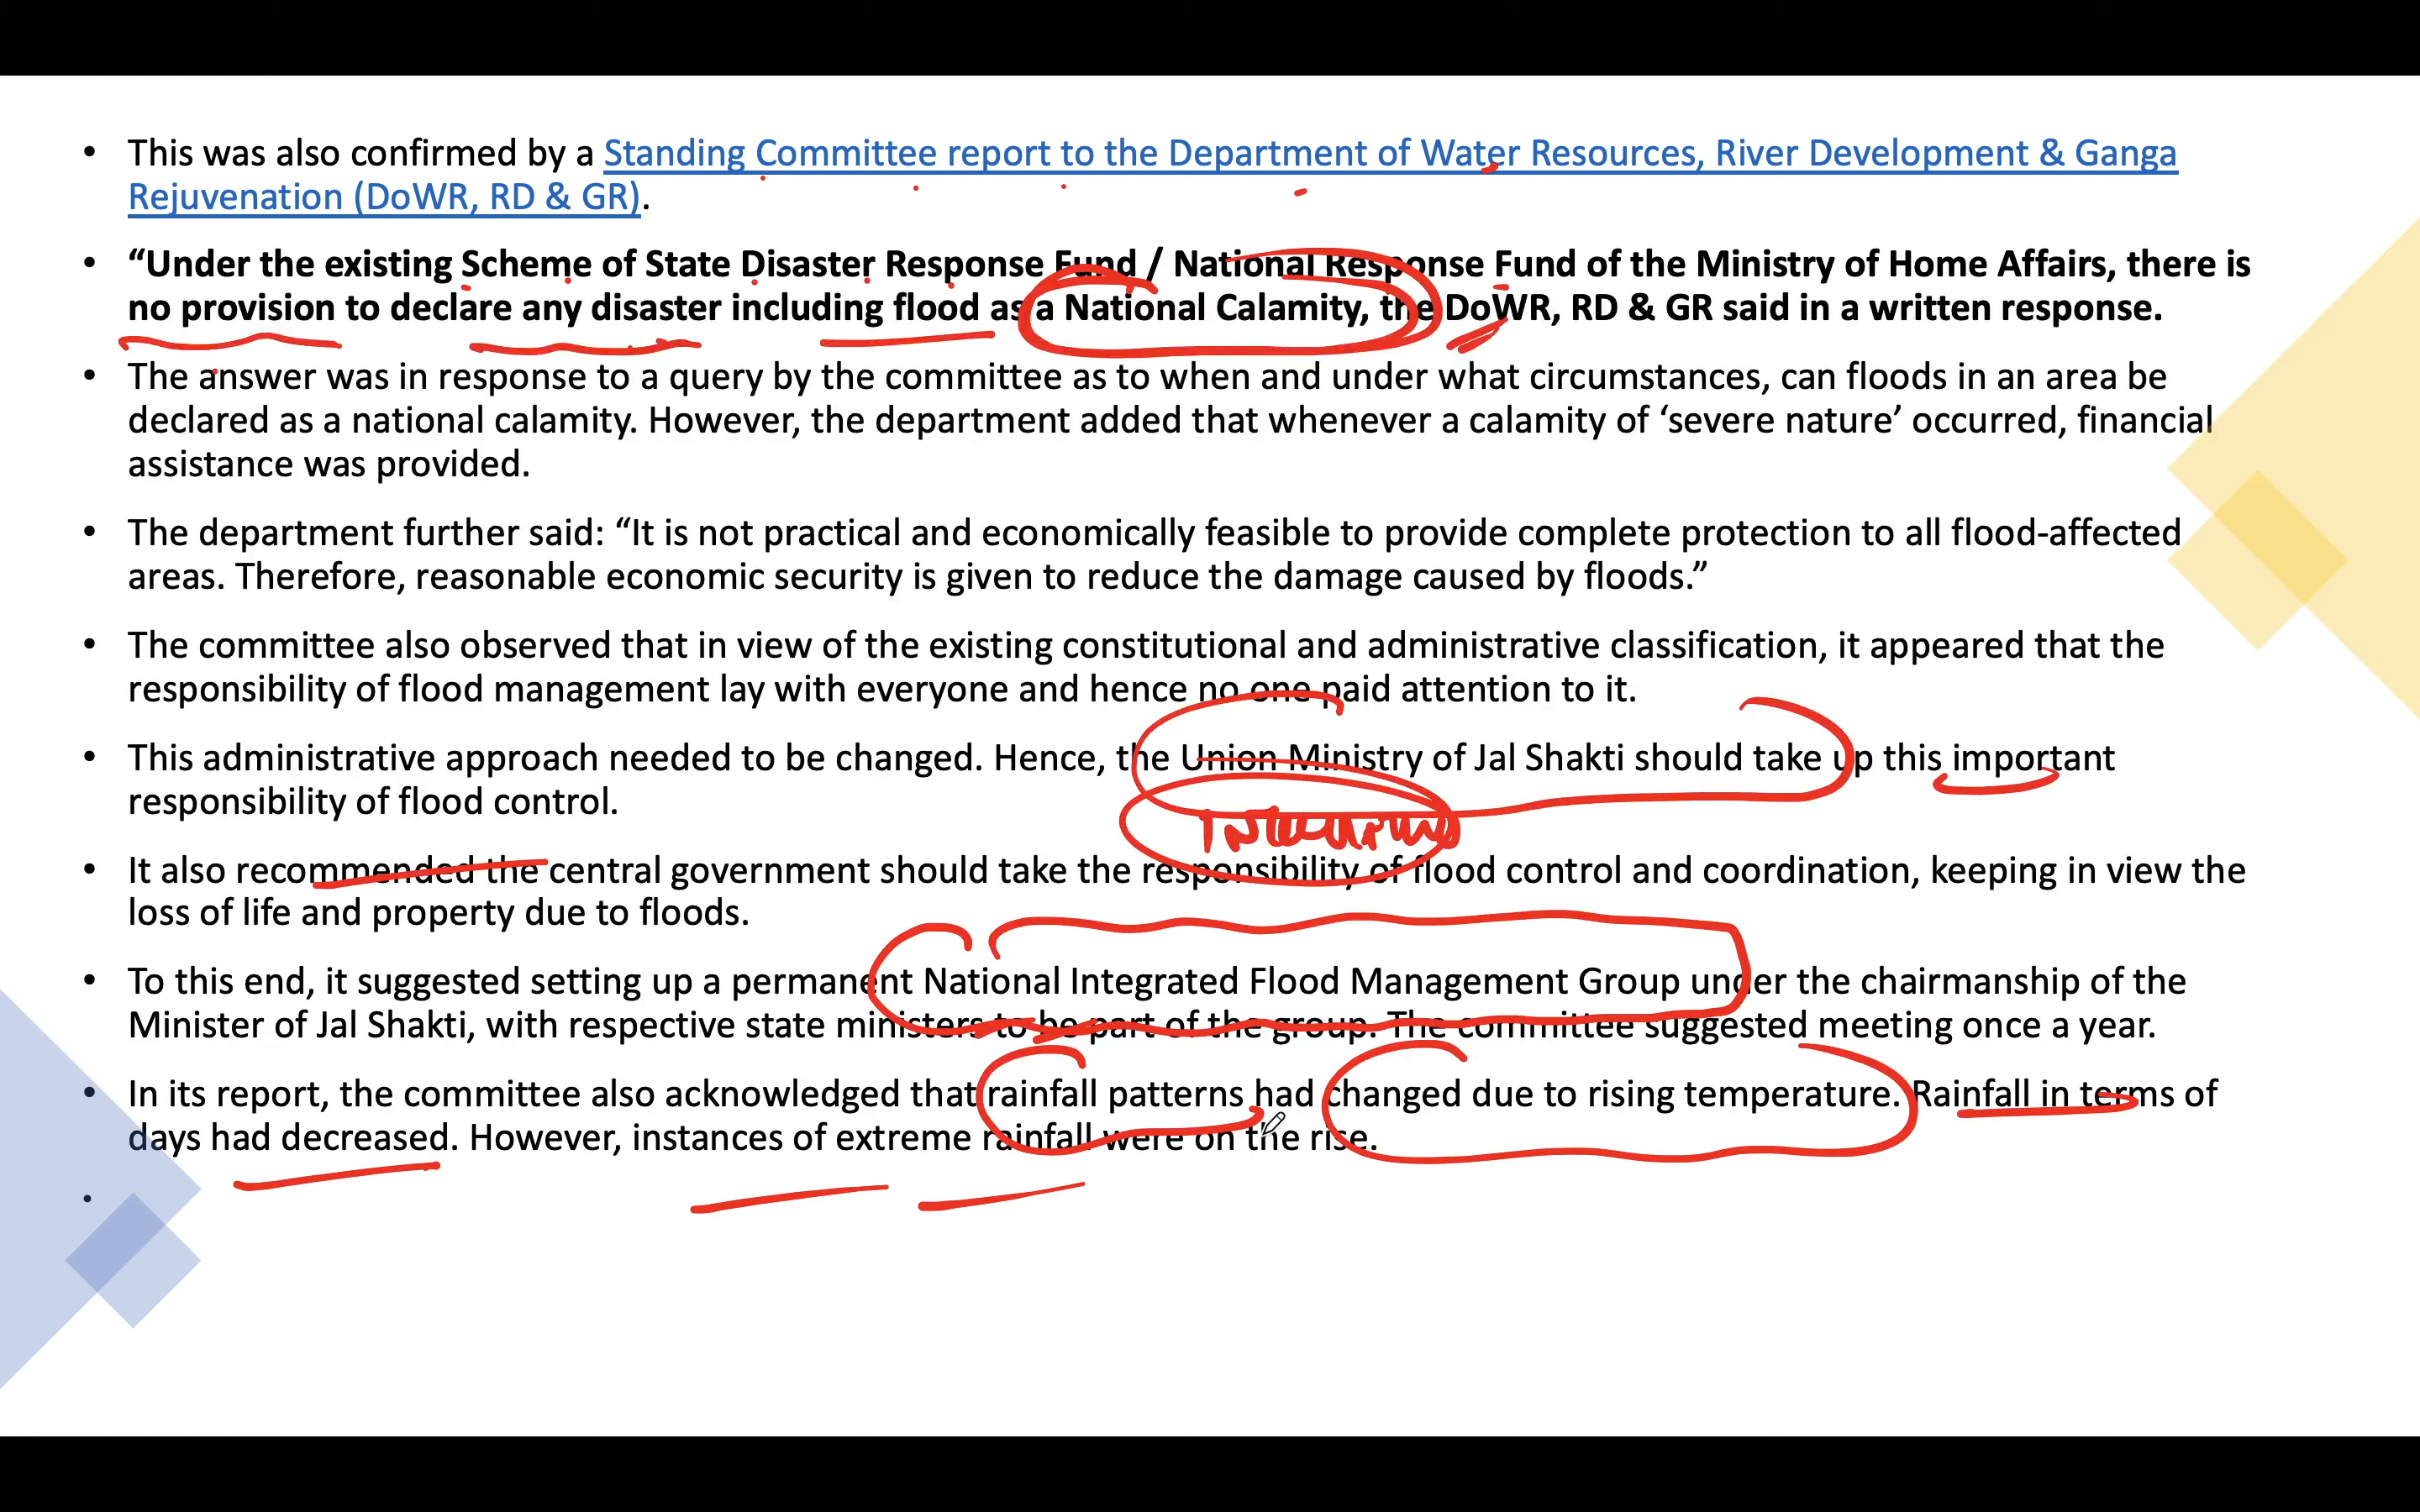 • This was also confirmed by a Standing Committee report to the Department of Water Resources, River Development & Ganga
Rejuvenation (DoWR, RD & GR).
• “Under the existing Scheme of State Disaster Response Fund / National Response Fund of the Ministry of Home Affairs, there is
no provision to declare any disaster including flood as a National Calamity, the DoWR, RD & GR said in a written response.
• The answer was in response to a query by the committee as to when and under what circumstances, can floods in an area be
declared as a national calamity. However, the department added that whenever a calamity of ‘severe nature’ occurred, financial
assistance was provided.
• The department further said: “It is not practical and economically feasible to provide complete protection to all flood-affected
areas. Therefore, reasonable economic security is given to reduce the damage caused by floods.”
• The committee also observed that in view of the existing constitutional and administrative classification, it appeared that the
responsibility of flood management lay with everyone and hence no one paid attention to it.
• This administrative approach needed to be changed. Hence, the Union Ministry of Jal Shakti should take up this important
responsibility of flood control.
• It also recommended the central government should take the responsibility of flood control and coordination, keeping in view the
loss of life and property due to floods.
• To this end, it suggested setting up a permanent National Integrated Flood Management Group under the chairmanship of the
Minister of Jal Shakti, with respective state ministers to be part of the group. The committee suggested meeting once a year.
• In its report, the committee also acknowledged that rainfall patterns had changed due to rising temperature. Rainfall in terms of
days had decreased. However, instances of extreme rainfall were on the rise.
•